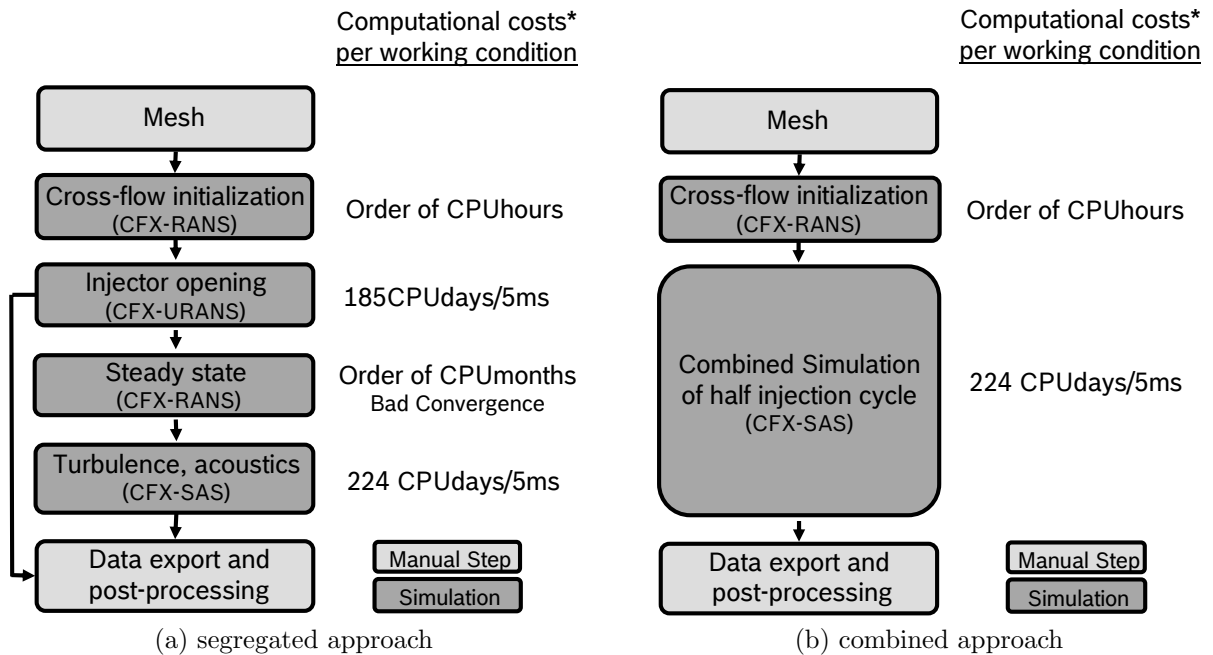 Computational costs*
per working condition
Mesh
Cross-flow initialization
(CFX-RANS)
Order of CPUhours
Injector opening
(CFX-URANS)
185CPUdays/5ms
Steady state
(CFX-RANS)
Order of CPUmonths
Bad Convergence
Turbulence, acoustics
(CFX-SAS)
224 CPUdays/5ms
Data export and
post-processing
Manual Step
Simulation
(a) segregated approach
Computational costs*
per working condition
Mesh
Cross-flow initialization
(CFX-RANS)
Order of CPUhours
Combined Simulation
of half injection cycle
(CFX-SAS)
224 CPUdays/5ms
Data export and
post-processing
Manual Step
Simulation
(b) combined approach